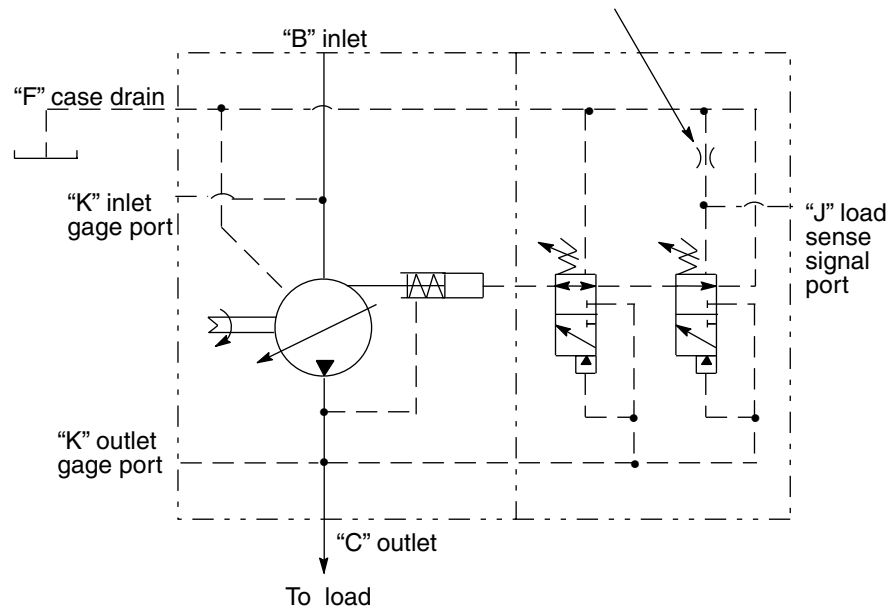 “B” inlet
“F” case drain
“K” inlet
gage port
“J” load
sense
signal
port
“K” outlet
gage port
“C” outlet
To load